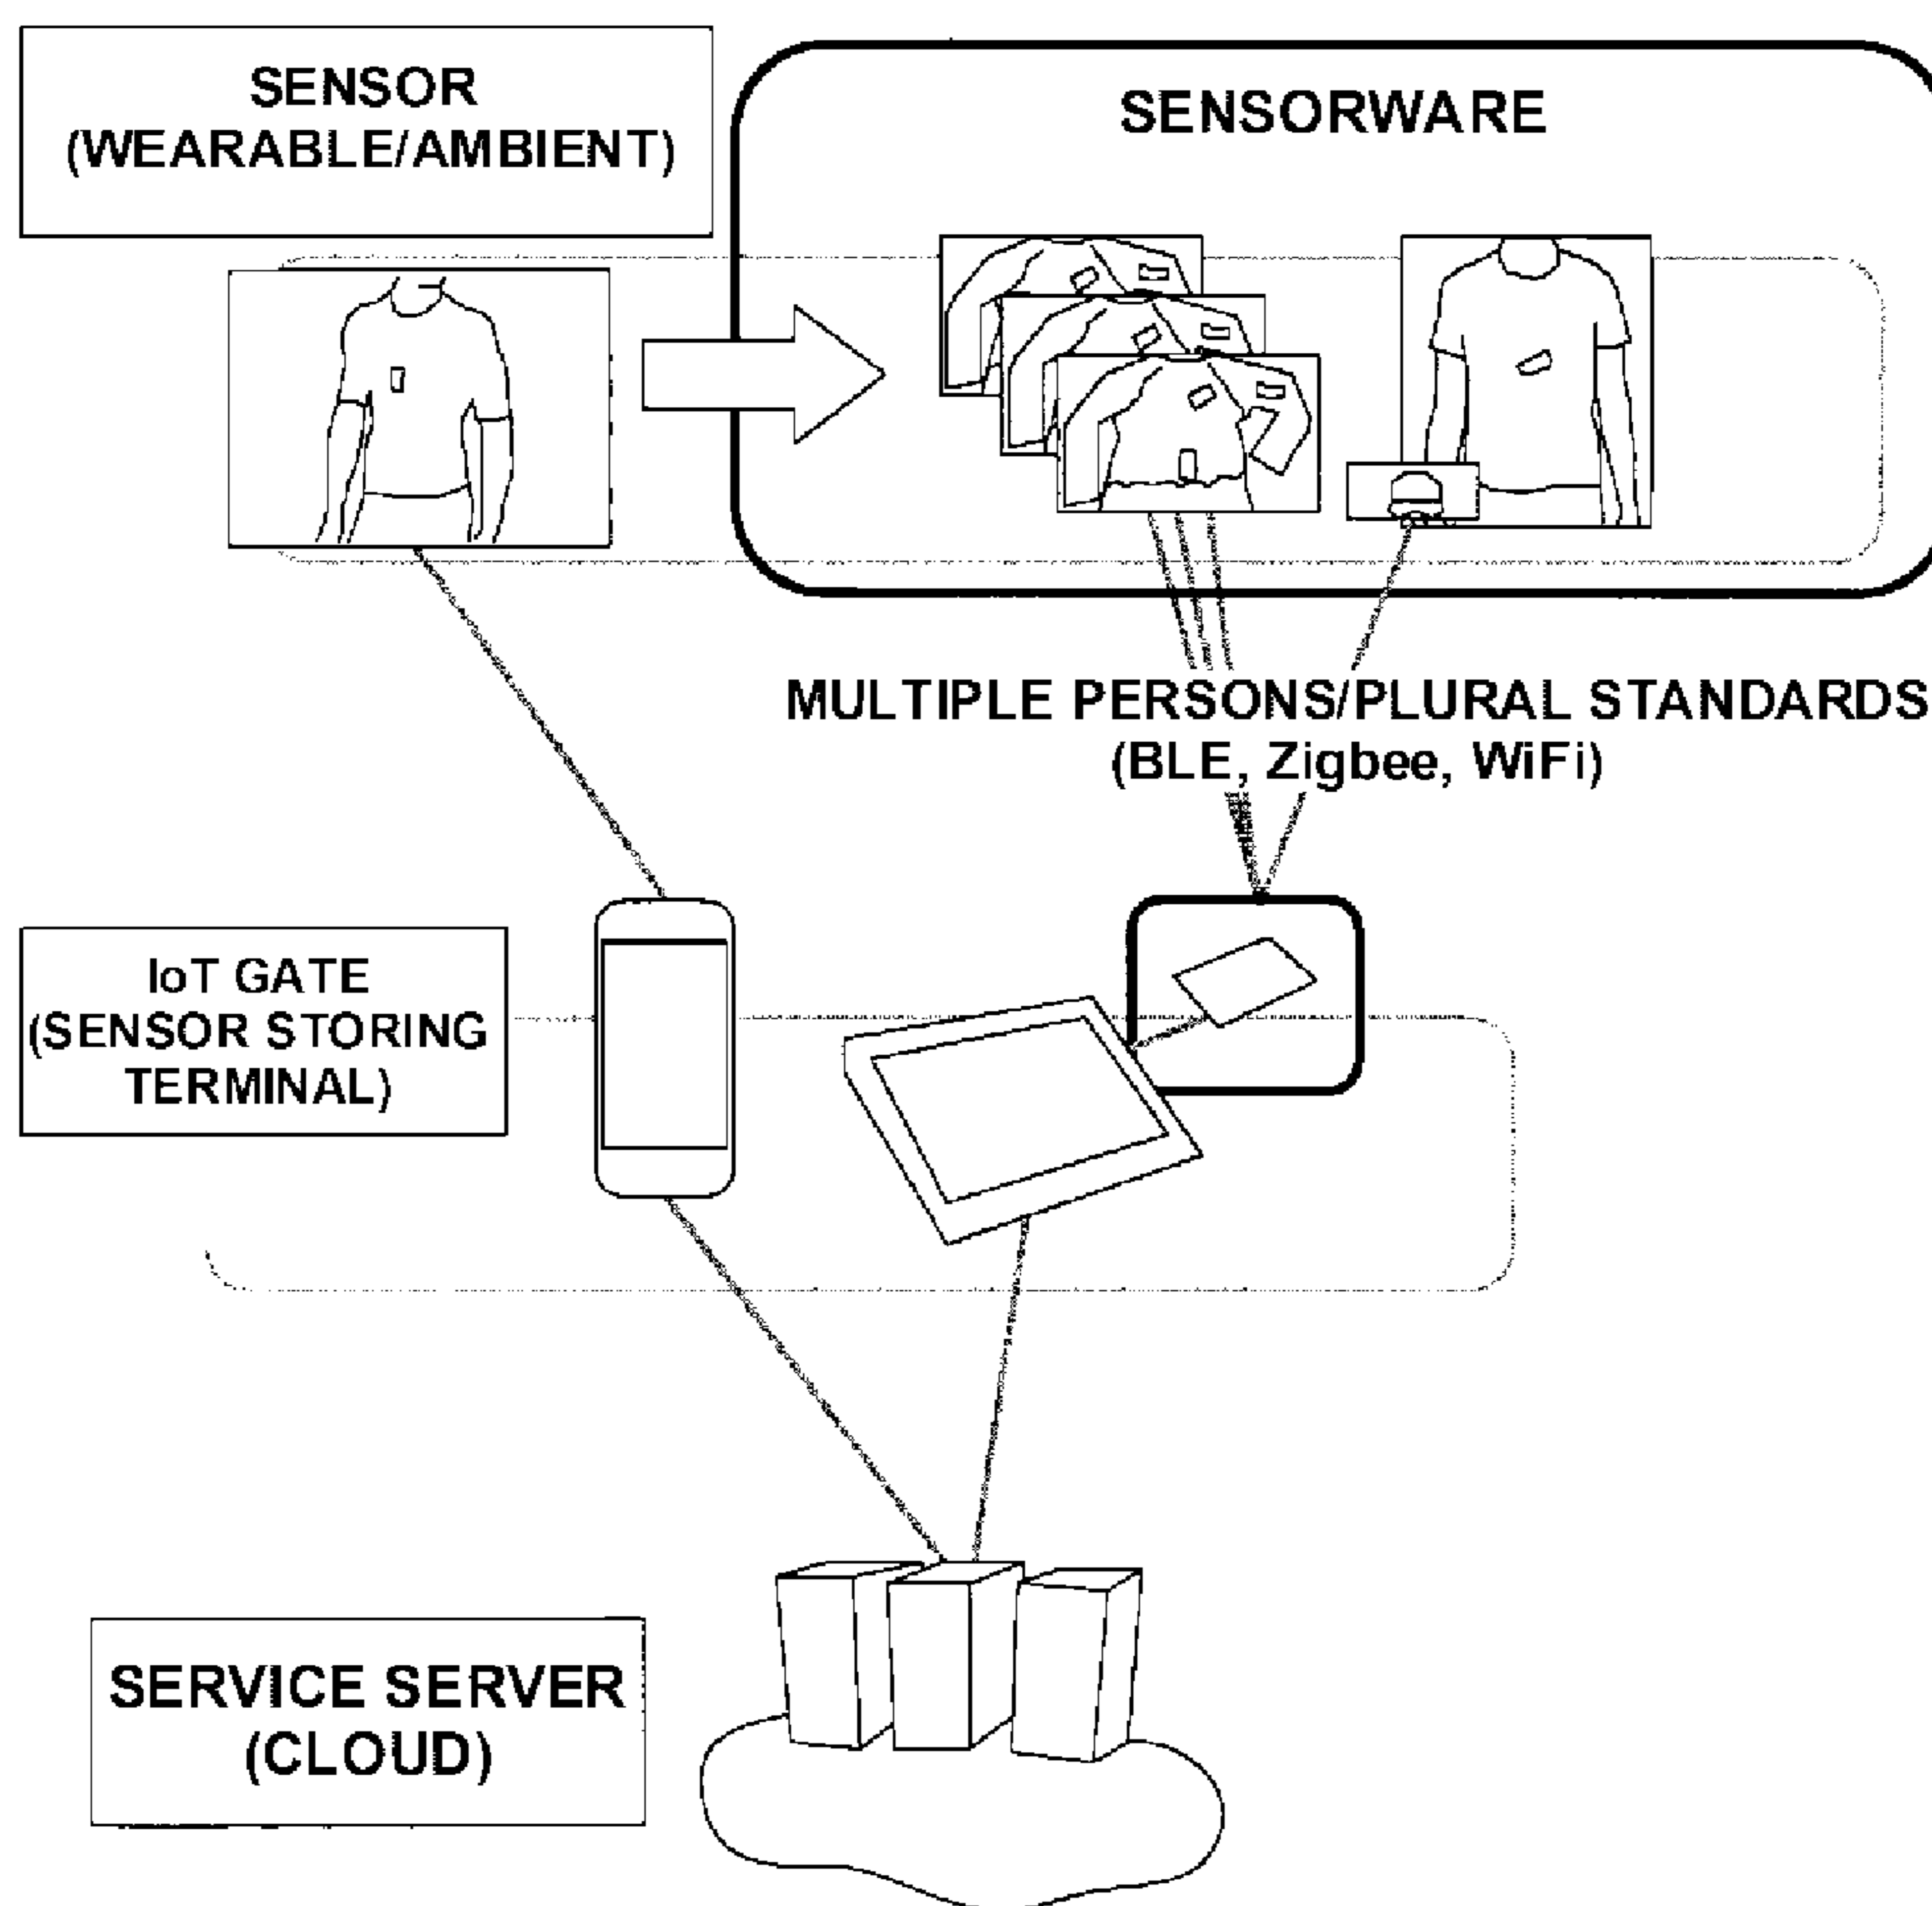 SENSOR
(WEARABLE/AMBIENT)
SENSORWARE
MULTIPLE PERSONS/PLURAL STANDARDS
(BLE, Zigbee, WiFi)
IoT GATE
(SENSOR STORING
TERMINAL)
SERVICE SERVER
(CLOUD)